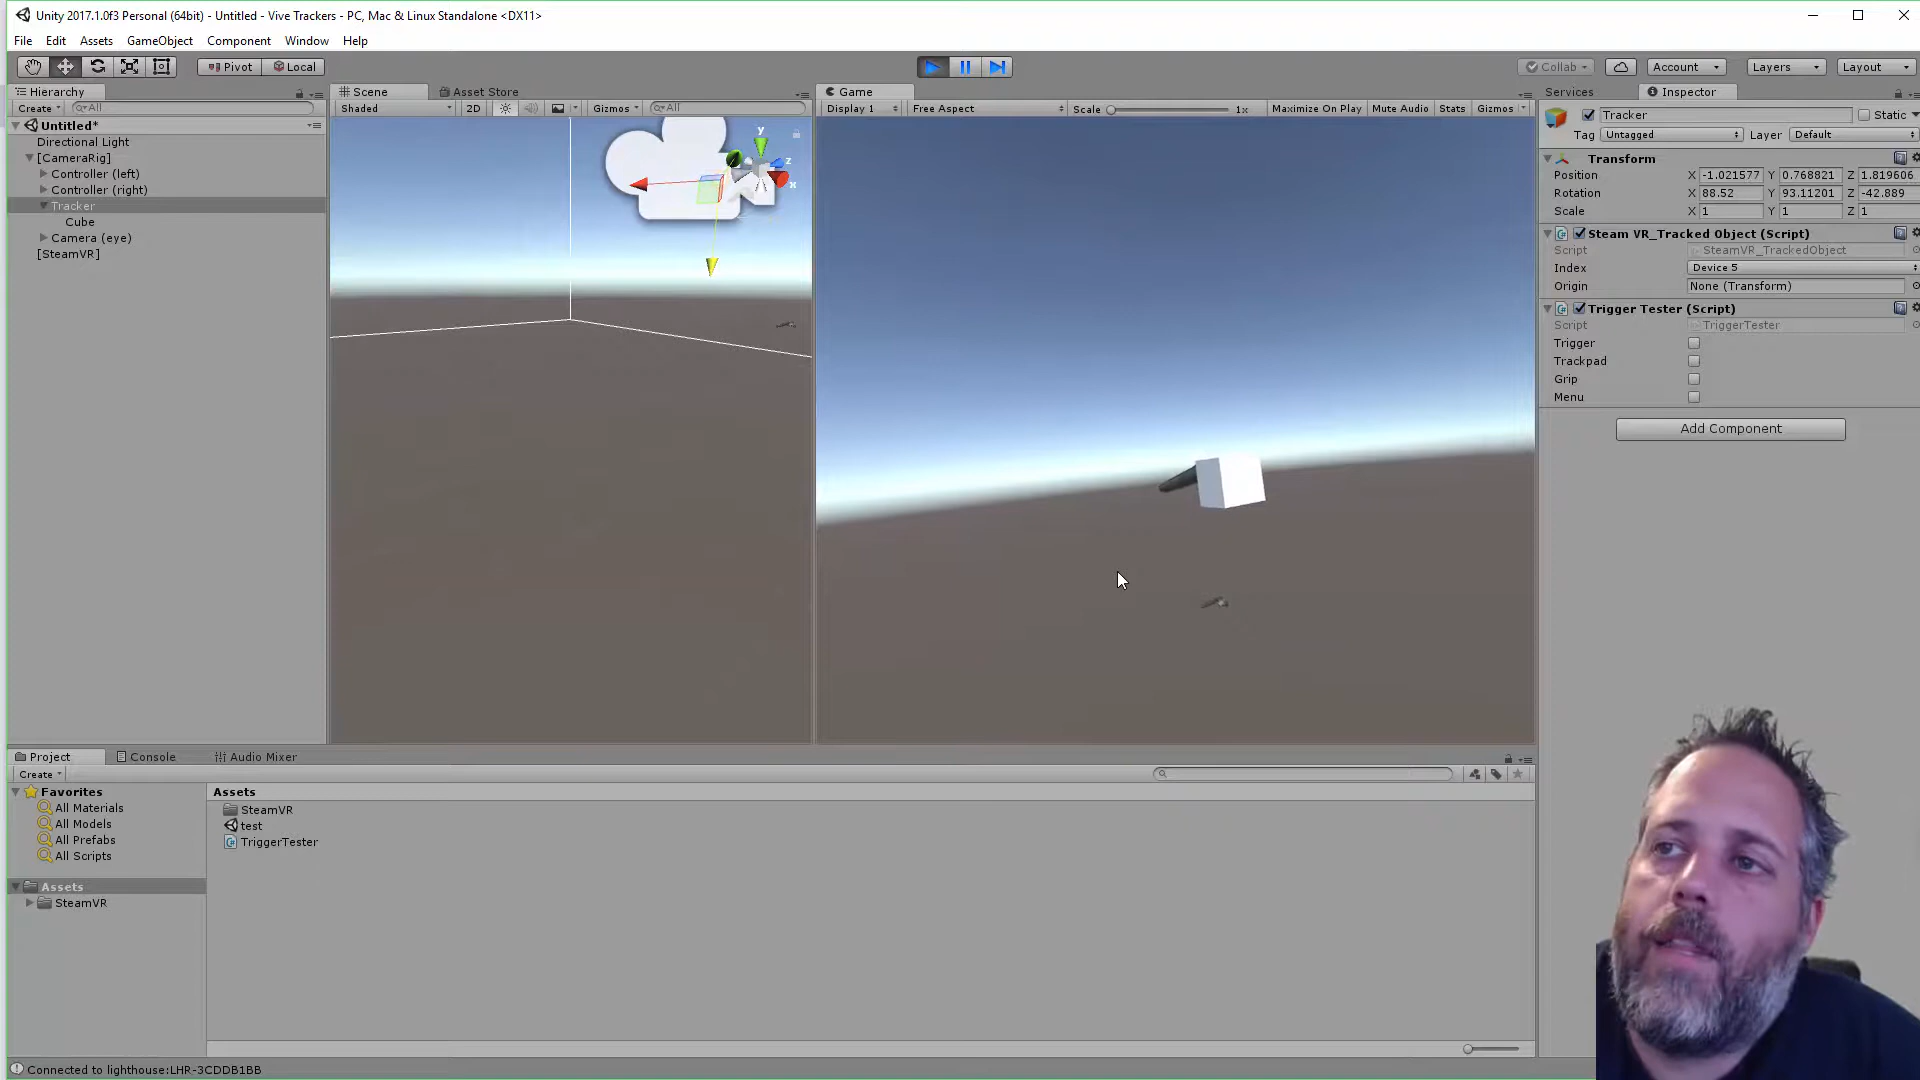 Unity 2017.1.0f3 Personal (64bit) - Untitled - Vive Trackers - PC, Mac & Linux Standalone <DX11>
File Edit Assets GameObject Component Window Help
Pivot Local Collab Account Layers Layout
Hierarchy Scene Asset Store Game Services Inspector
Create All Shaded 2D Gizmos All Display 1 Free Aspect Scale 1x Maximize On Play Mute Audio Stats Gizmos
Tracker Static
Untitled*
Tag Untagged Layer Default
Directional Light
[CameraRig]
Transform
Controller (left)
Position X -1.021577 Y 0.768821 Z 1.819606
Controller (right)
Rotation X 88.52 Y 93.11201 Z -42.889
Tracker
Scale X 1 Y 1 Z 1
Cube
Steam VR_Tracked Object (Script)
Camera (eye)
Script SteamVR_TrackedObject
[SteamVR]
Index Device 5
Origin None (Transform)
Trigger Tester (Script)
Script TriggerTester
Trigger
Trackpad
Grip
Menu
Add Component
y
z
x
Project Console Audio Mixer
Create
Favorites
All Materials
All Models
All Prefabs
All Scripts
Assets
SteamVR
Assets
SteamVR
test
TriggerTester
Connected to lighthouse:LHR-3CDDB1BB